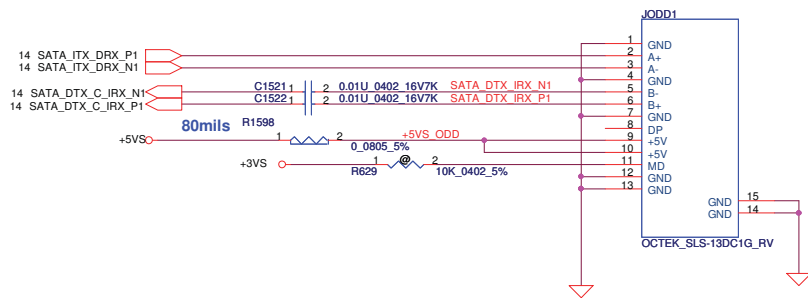 JODD1
1 GND
14 SATA_ITX_DRX_P1 2 A+
14 SATA_ITX_DRX_N1 3 A-
4 GND
14 SATA_DTX_C_IRX_N1 C1521 1 2 0.01U_0402_16V7K SATA_DTX_IRX_N1 5 B-
14 SATA_DTX_C_IRX_P1 C1522 1 2 0.01U_0402_16V7K SATA_DTX_IRX_P1 6 B+
7 GND
80mils R1598
8 DP
+5VS 1 2 +5VS_ODD 9 +5V
0_0805_5% 10 +5V
+3VS 1 @ 2 11 MD
R629 10K_0402_5% 12 GND
13 GND
GND 15
GND 14
OCTEK_SLS-13DC1G_RV